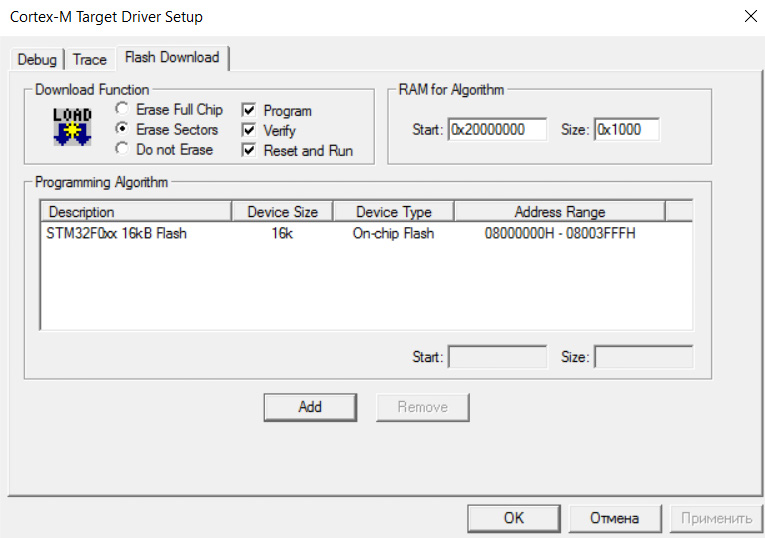 Cortex-M Target Driver Setup
Debug Trace Flash Download
Download Function
LOAD
Erase Full Chip
Erase Sectors
Do not Erase
Program
Verify
Reset and Run
RAM for Algorithm
Start: 0x20000000 Size: 0x1000
Programming Algorithm
Description Device Size Device Type Address Range
STM32F0xx 16kB Flash 16k On-chip Flash 08000000H - 08003FFFH
Start: Size:
Add Remove
OK Отмена Применить